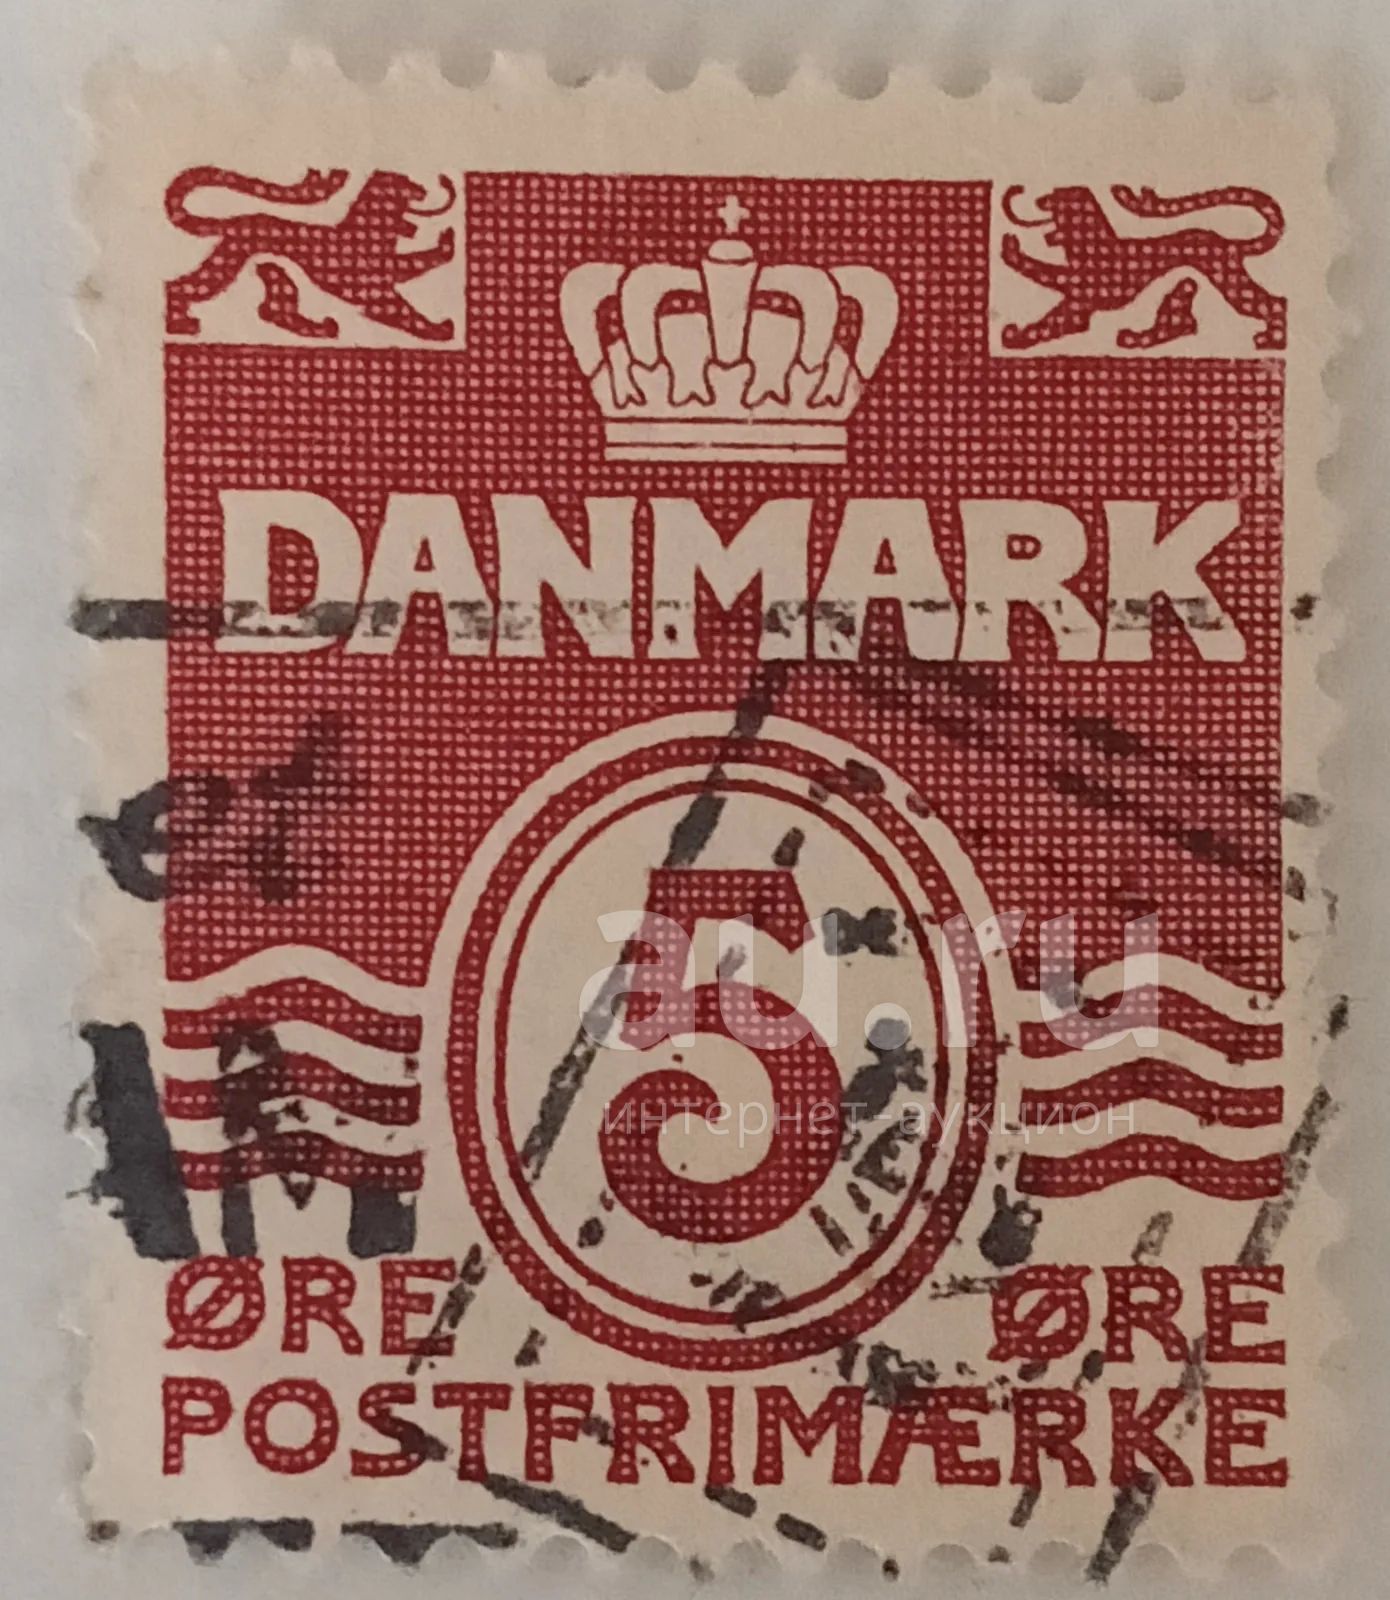 DANMARK
5
ØRE ØRE
POSTFRIMÆRKE
au.ru
интернет-аукцион